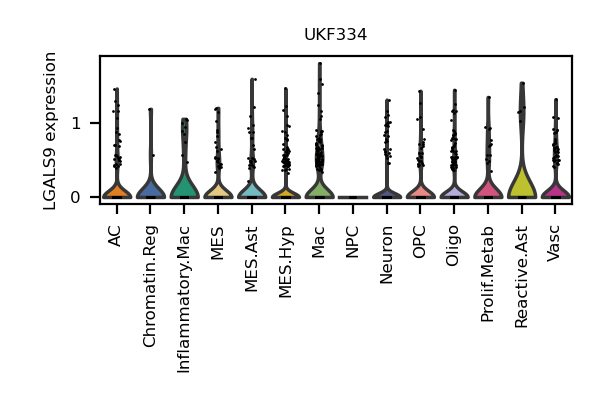 UKF334
LGALS9 expression
1
0
AC
Chromatin.Reg
Inflammatory.Mac
MES
MES.Ast
MES.Hyp
Mac
NPC
Neuron
OPC
Oligo
Prolif.Metab
Reactive.Ast
Vasc